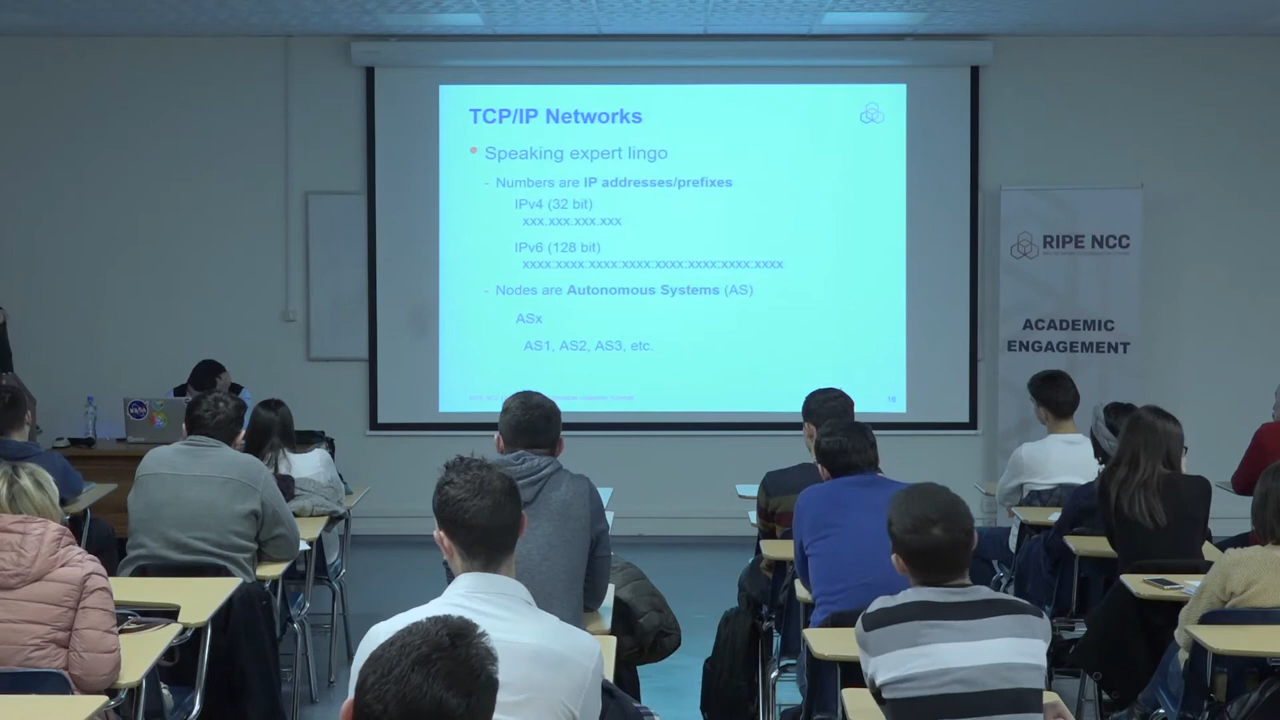 TCP/IP Networks
Speaking expert lingo
- Numbers are IP addresses/prefixes
IPv4 (32 bit)
xxx.xxx.xxx.xxx
IPv6 (128 bit)
xxxx:xxxx:xxxx:xxxx:xxxx:xxxx:xxxx:xxxx
- Nodes are Autonomous Systems (AS)
ASx
AS1, AS2, AS3, etc.
RIPE NCC
ACADEMIC
ENGAGEMENT
NASA